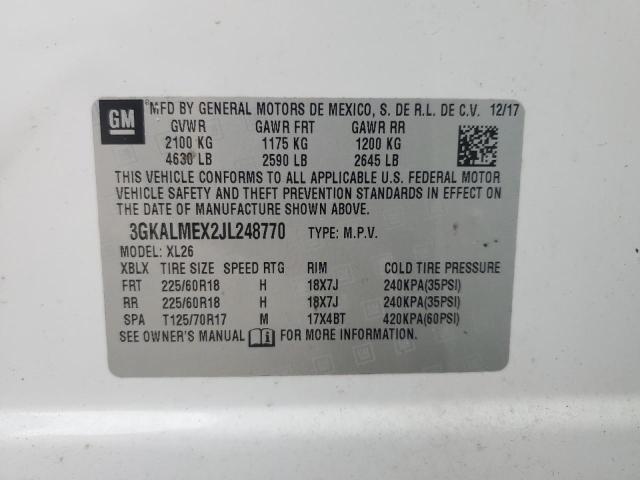 GM ®MFD BY GENERAL MOTORS DE MEXICO, S. DE R.L. DE C.V. 12/17
GVWR GAWR FRT GAWR RR
2100 KG 1175 KG 1200 KG
4630 LB 2590 LB 2645 LB
THIS VEHICLE CONFORMS TO ALL APPLICABLE U.S. FEDERAL MOTOR
VEHICLE SAFETY AND THEFT PREVENTION STANDARDS IN EFFECT ON
THE DATE OF MANUFACTURE SHOWN ABOVE.
3GKALMEX2JL248770 TYPE: M.P.V.
MODEL: XL26
XBLX TIRE SIZE SPEED RTG RIM COLD TIRE PRESSURE
FRT 225/60R18 H 18X7J 240KPA(35PSI)
RR 225/60R18 H 18X7J 240KPA(35PSI)
SPA T125/70R17 M 17X4BT 420KPA(60PSI)
SEE OWNER'S MANUAL i FOR MORE INFORMATION.